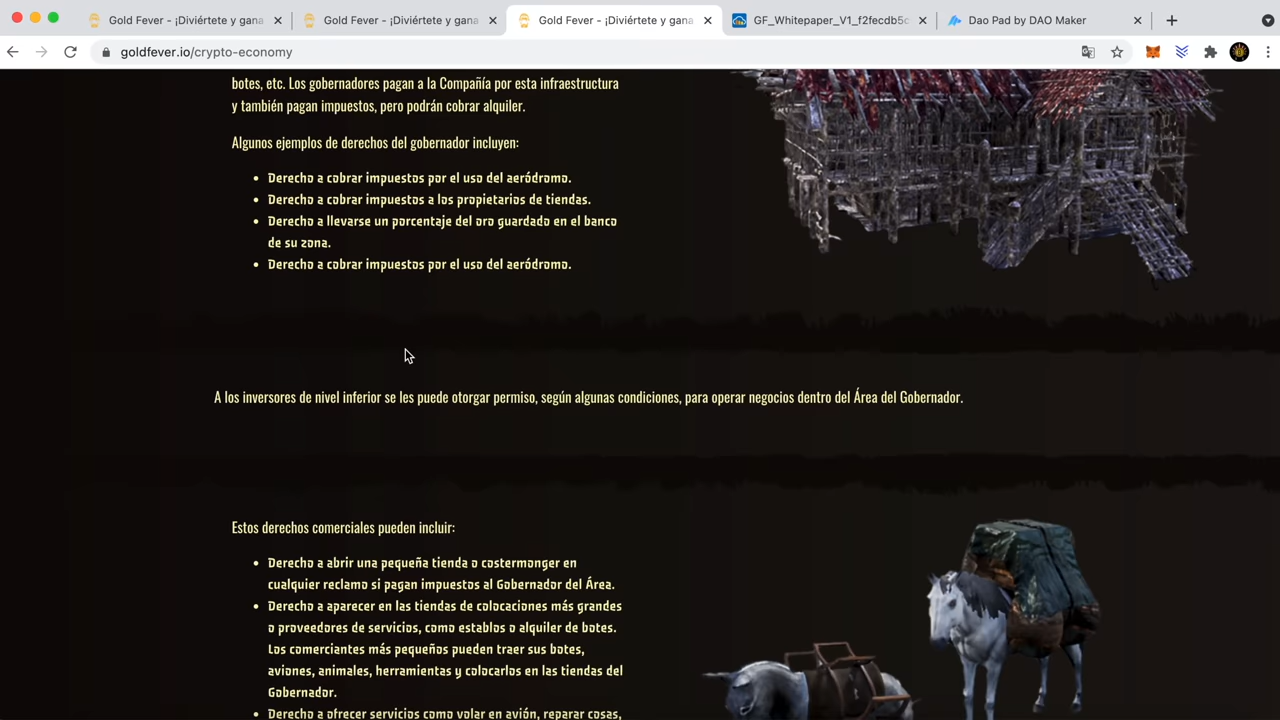 Gold Fever - ¡Diviértete y gana
Gold Fever - ¡Diviértete y gana
Gold Fever - ¡Diviértete y gana
GF_Whitepaper_V1_f2fecdb5c
Dao Pad by DAO Maker
goldfever.io/crypto-economy
botes, etc. Los gobernadores pagan a la Compañía por esta infraestructura
y también pagan impuestos, pero podrán cobrar alquiler.
Algunos ejemplos de derechos del gobernador incluyen:
• Derecho a cobrar impuestos por el uso del aeródromo.
• Derecho a cobrar impuestos a los propietarios de tiendas.
• Derecho a llevarse un porcentaje del oro guardado en el banco
de su zona.
• Derecho a cobrar impuestos por el uso del aeródromo.
A los inversores de nivel inferior se les puede otorgar permiso, según algunas condiciones, para operar negocios dentro del Área del Gobernador.
Estos derechos comerciales pueden incluir:
• Derecho a abrir una pequeña tienda o costermonger en
cualquier reclamo si pagan impuestos al Gobernador del Área.
• Derecho a aparecer en las tiendas de colocaciones más grandes
o proveedores de servicios, como establos o alquiler de botes.
Los comerciantes más pequeños pueden traer sus botes,
aviones, animales, herramientas y colocarlos en las tiendas del
Gobernador.
• Derecho a ofrecer servicios como volar en avión, reparar cosas,